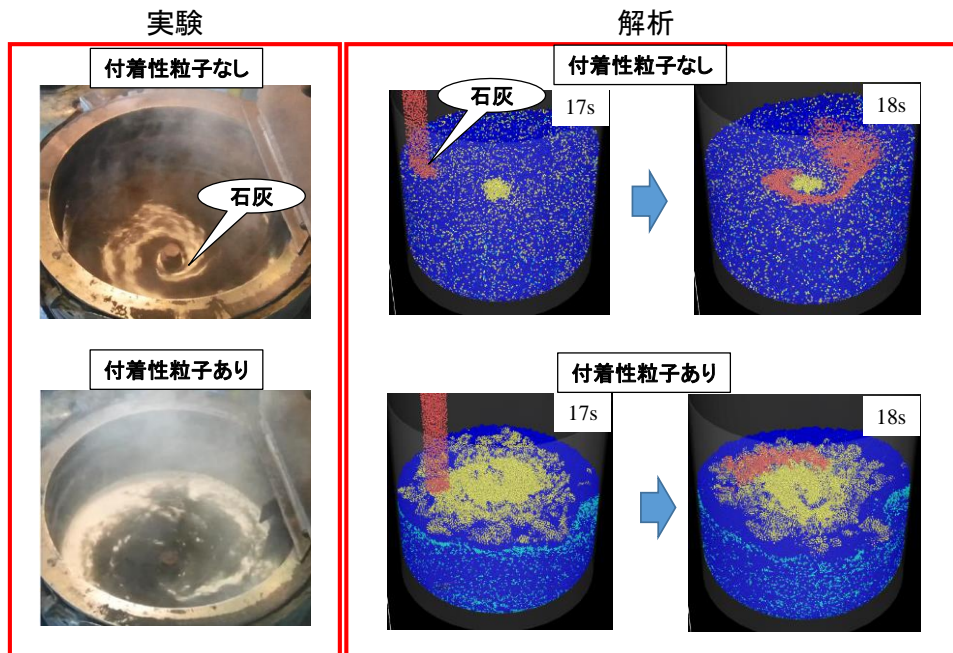 実験
解析
付着性粒子なし
石灰
付着性粒子なし
石灰
17s
18s
付着性粒子あり
付着性粒子あり
17s
18s